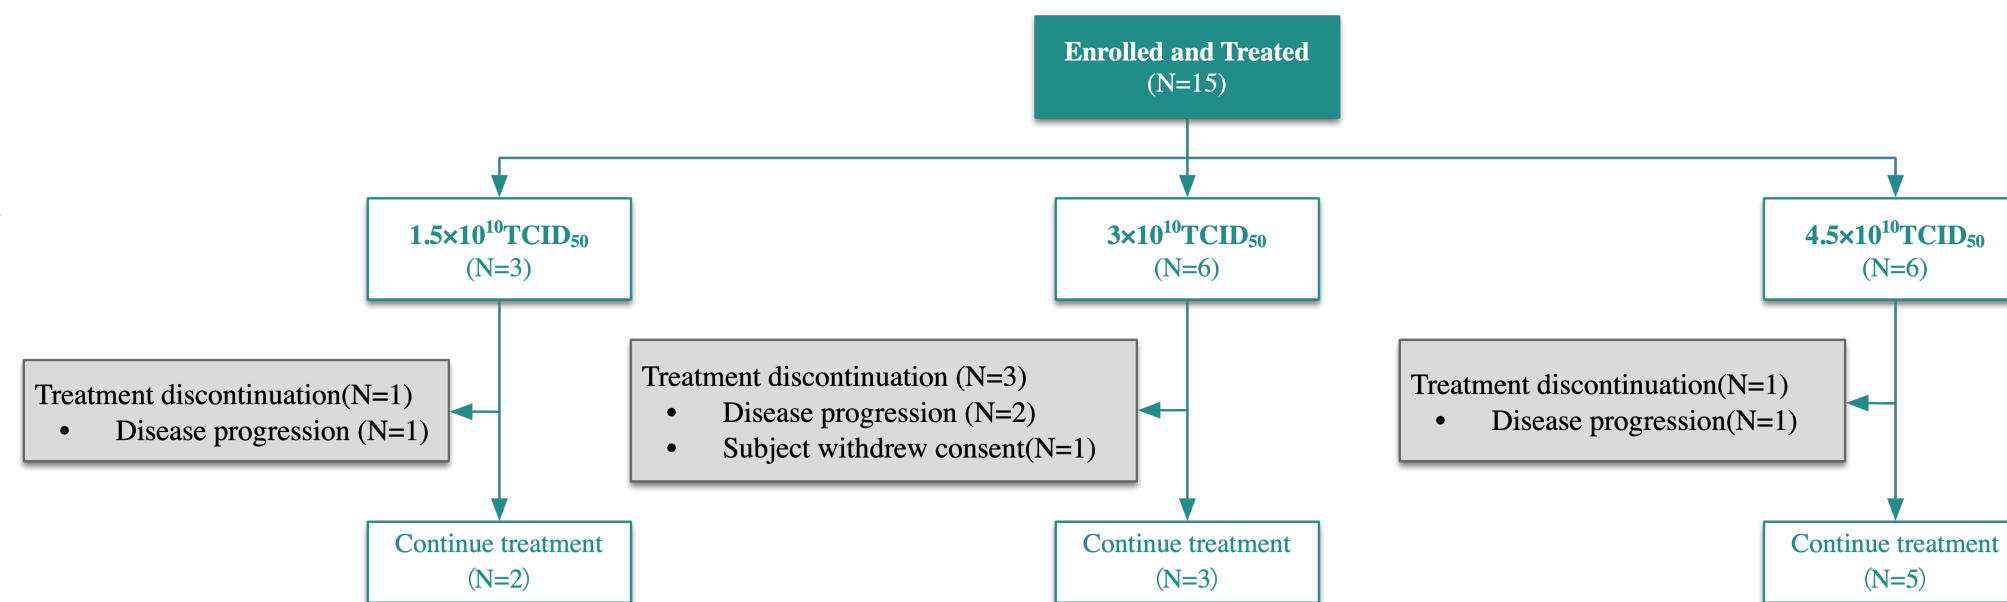 Enrolled and Treated
(N=15)
1.5×10¹⁰TCID₅₀
(N=3)
3×10¹⁰TCID₅₀
(N=6)
4.5×10¹⁰TCID₅₀
(N=6)
Treatment discontinuation(N=1)
• Disease progression (N=1)
Treatment discontinuation (N=3)
• Disease progression (N=2)
• Subject withdrew consent(N=1)
Treatment discontinuation(N=1)
• Disease progression(N=1)
Continue treatment
(N=2)
Continue treatment
(N=3)
Continue treatment
(N=5)